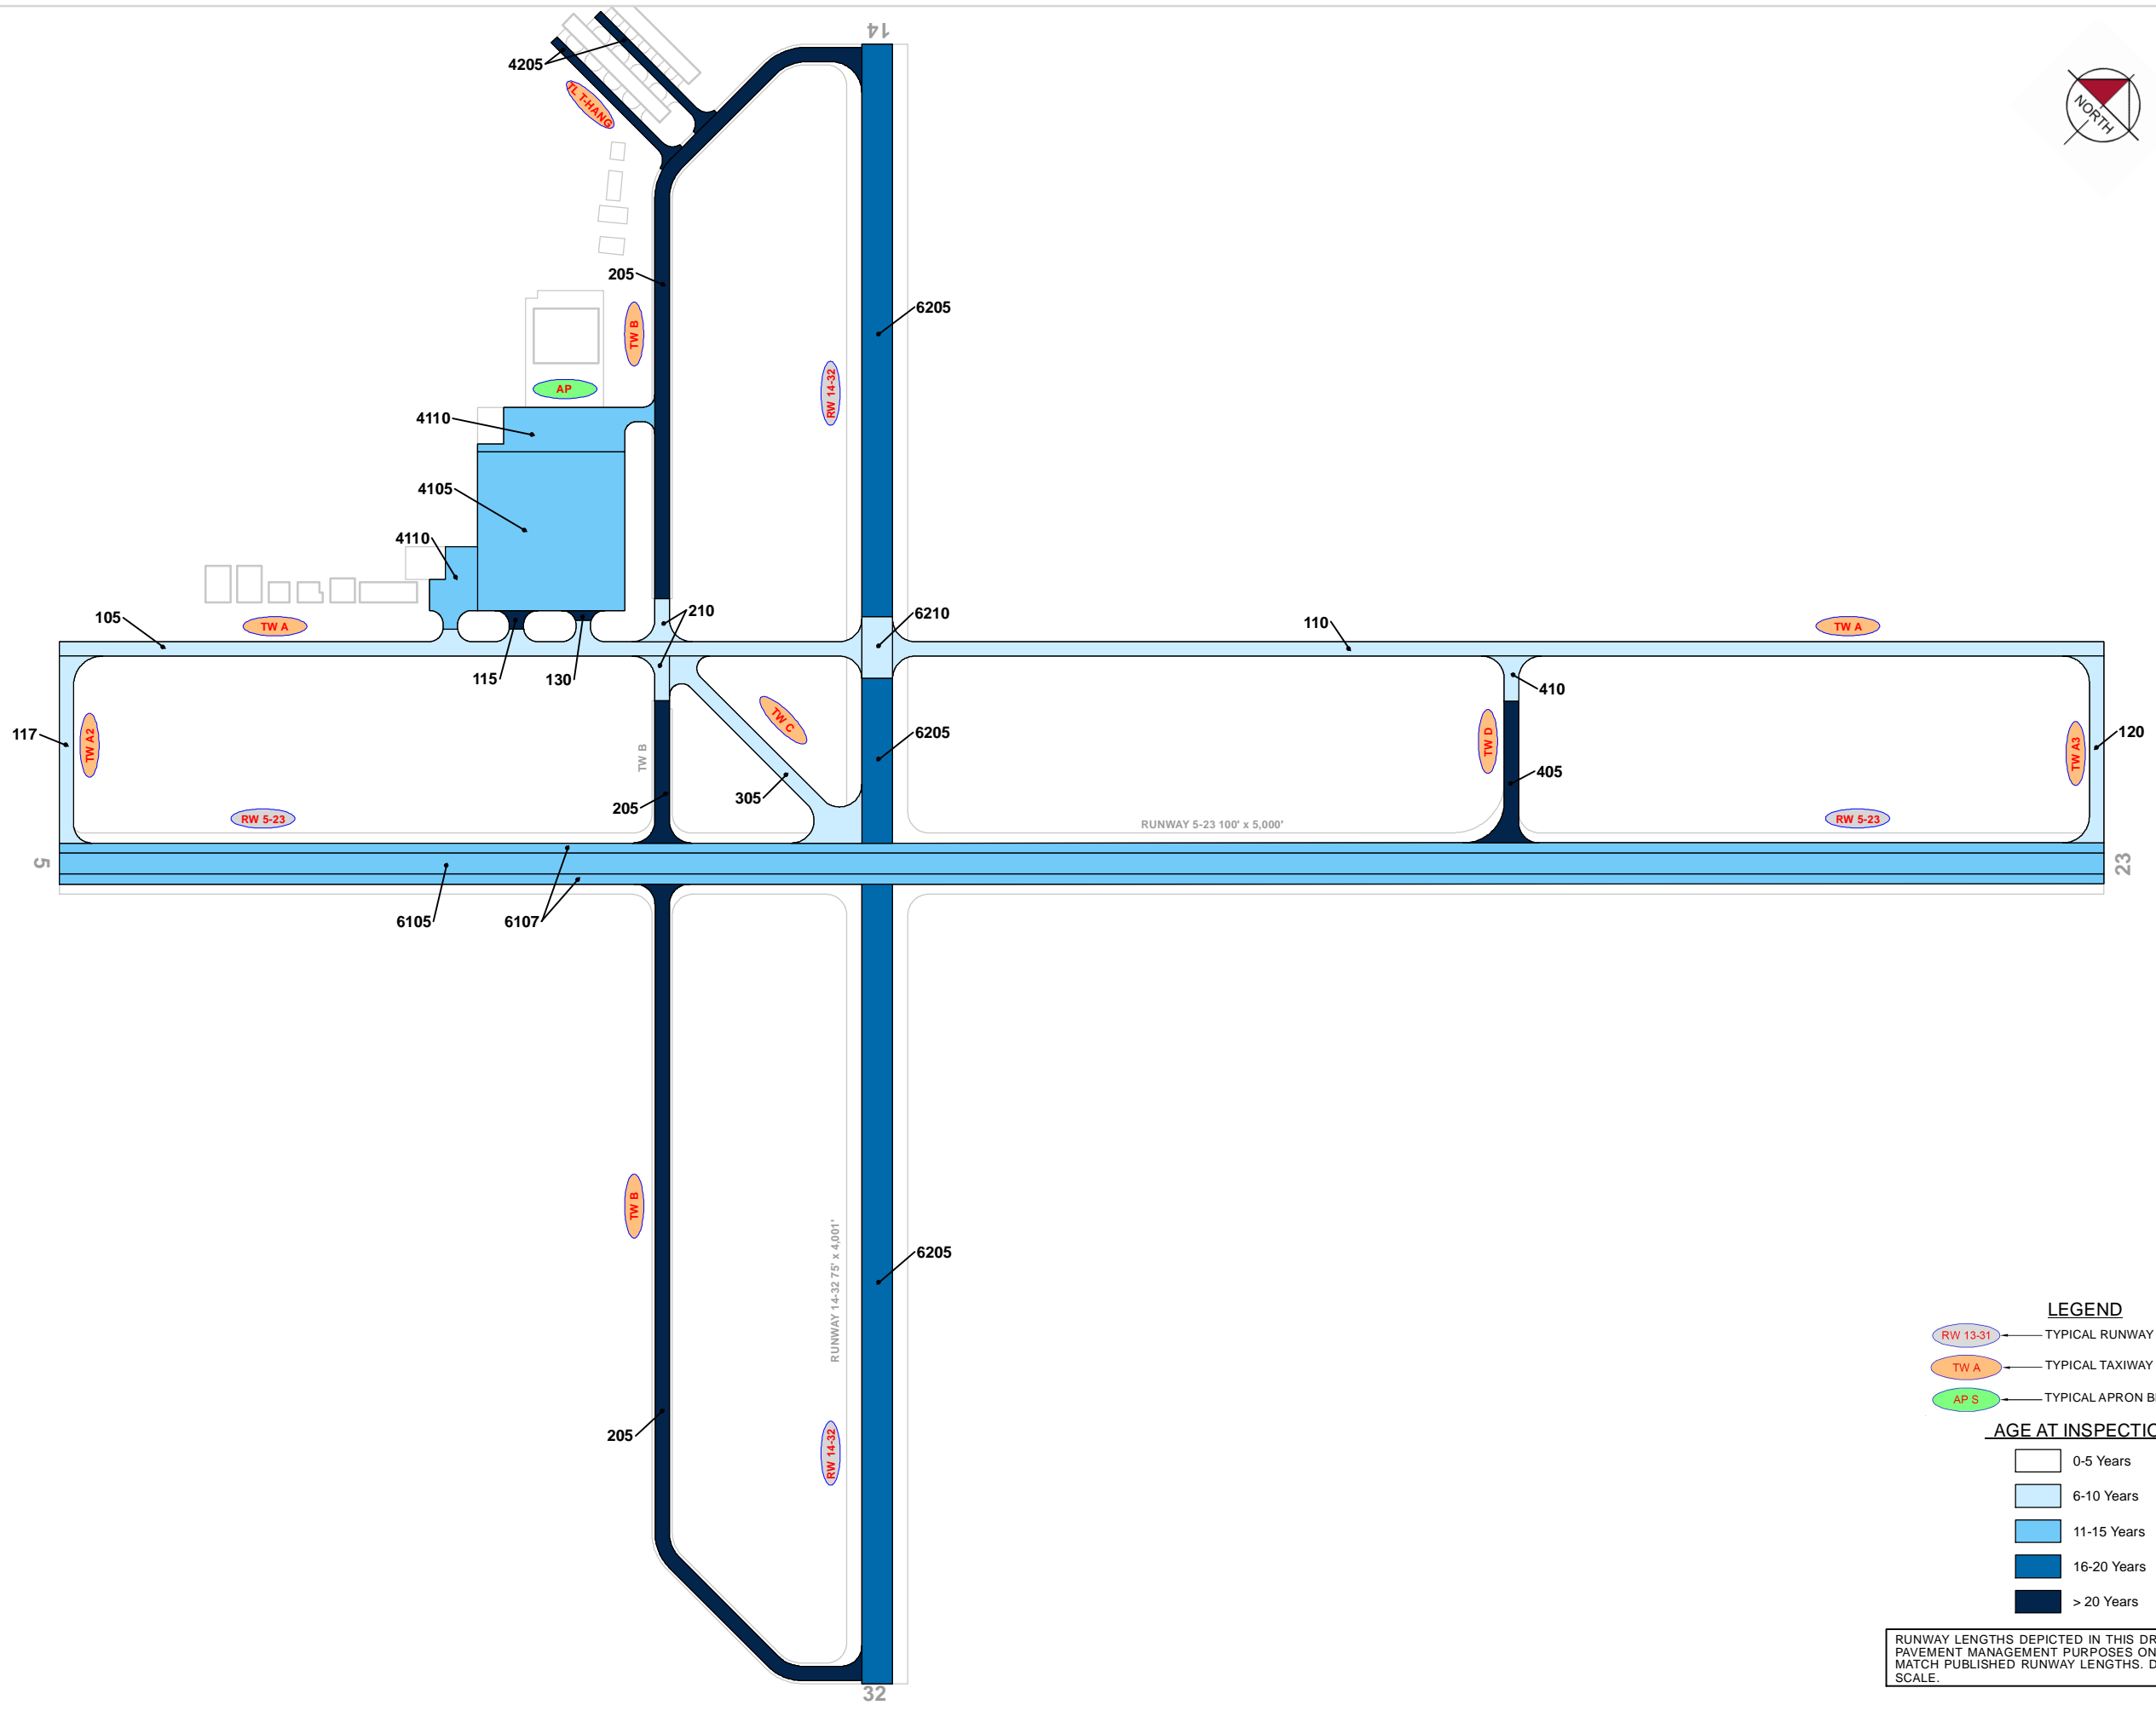 14
4205
TL T-HANG
NORTH
205
6205
TW B
AP
RW 14-32
4110
4105
4110
105
TW A
210
6210
110
TW A
115
130
410
117
TW A2
TW C
6205
TW D
120
TW A3
TW B
405
305
205
RW 5-23
RUNWAY 5-23 100' x 5,000'
RW 5-23
5
23
6105
6107
TW B
RUNWAY 14-32 75' x 4,001'
6205
205
RW 14-32
32
LEGEND
RW 13-31
TYPICAL RUNWAY
TW A
TYPICAL TAXIWAY
AP S
TYPICAL APRON B
AGE AT INSPECTIO
0-5 Years
6-10 Years
11-15 Years
16-20 Years
> 20 Years
RUNWAY LENGTHS DEPICTED IN THIS DR
PAVEMENT MANAGEMENT PURPOSES ON
MATCH PUBLISHED RUNWAY LENGTHS. D
SCALE.